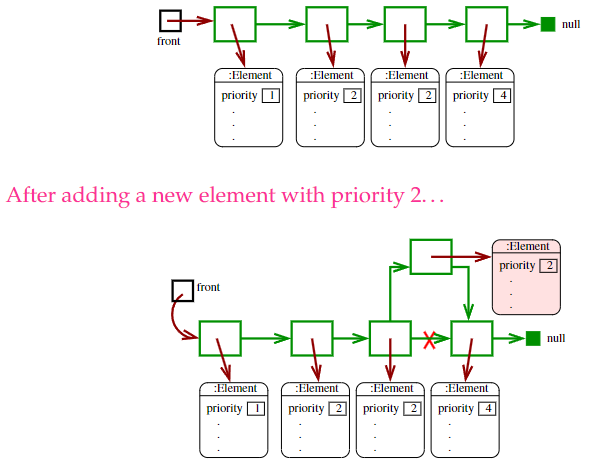 null
front
:Element :Element :Element :Element
priority 1 priority 2 priority 2 priority 4
. . . .
. . . .
. . . .
After adding a new element with priority 2...
:Element
priority 2
.
.
.
front
null
:Element :Element :Element :Element
priority 1 priority 2 priority 2 priority 4
. . . .
. . . .
. . . .